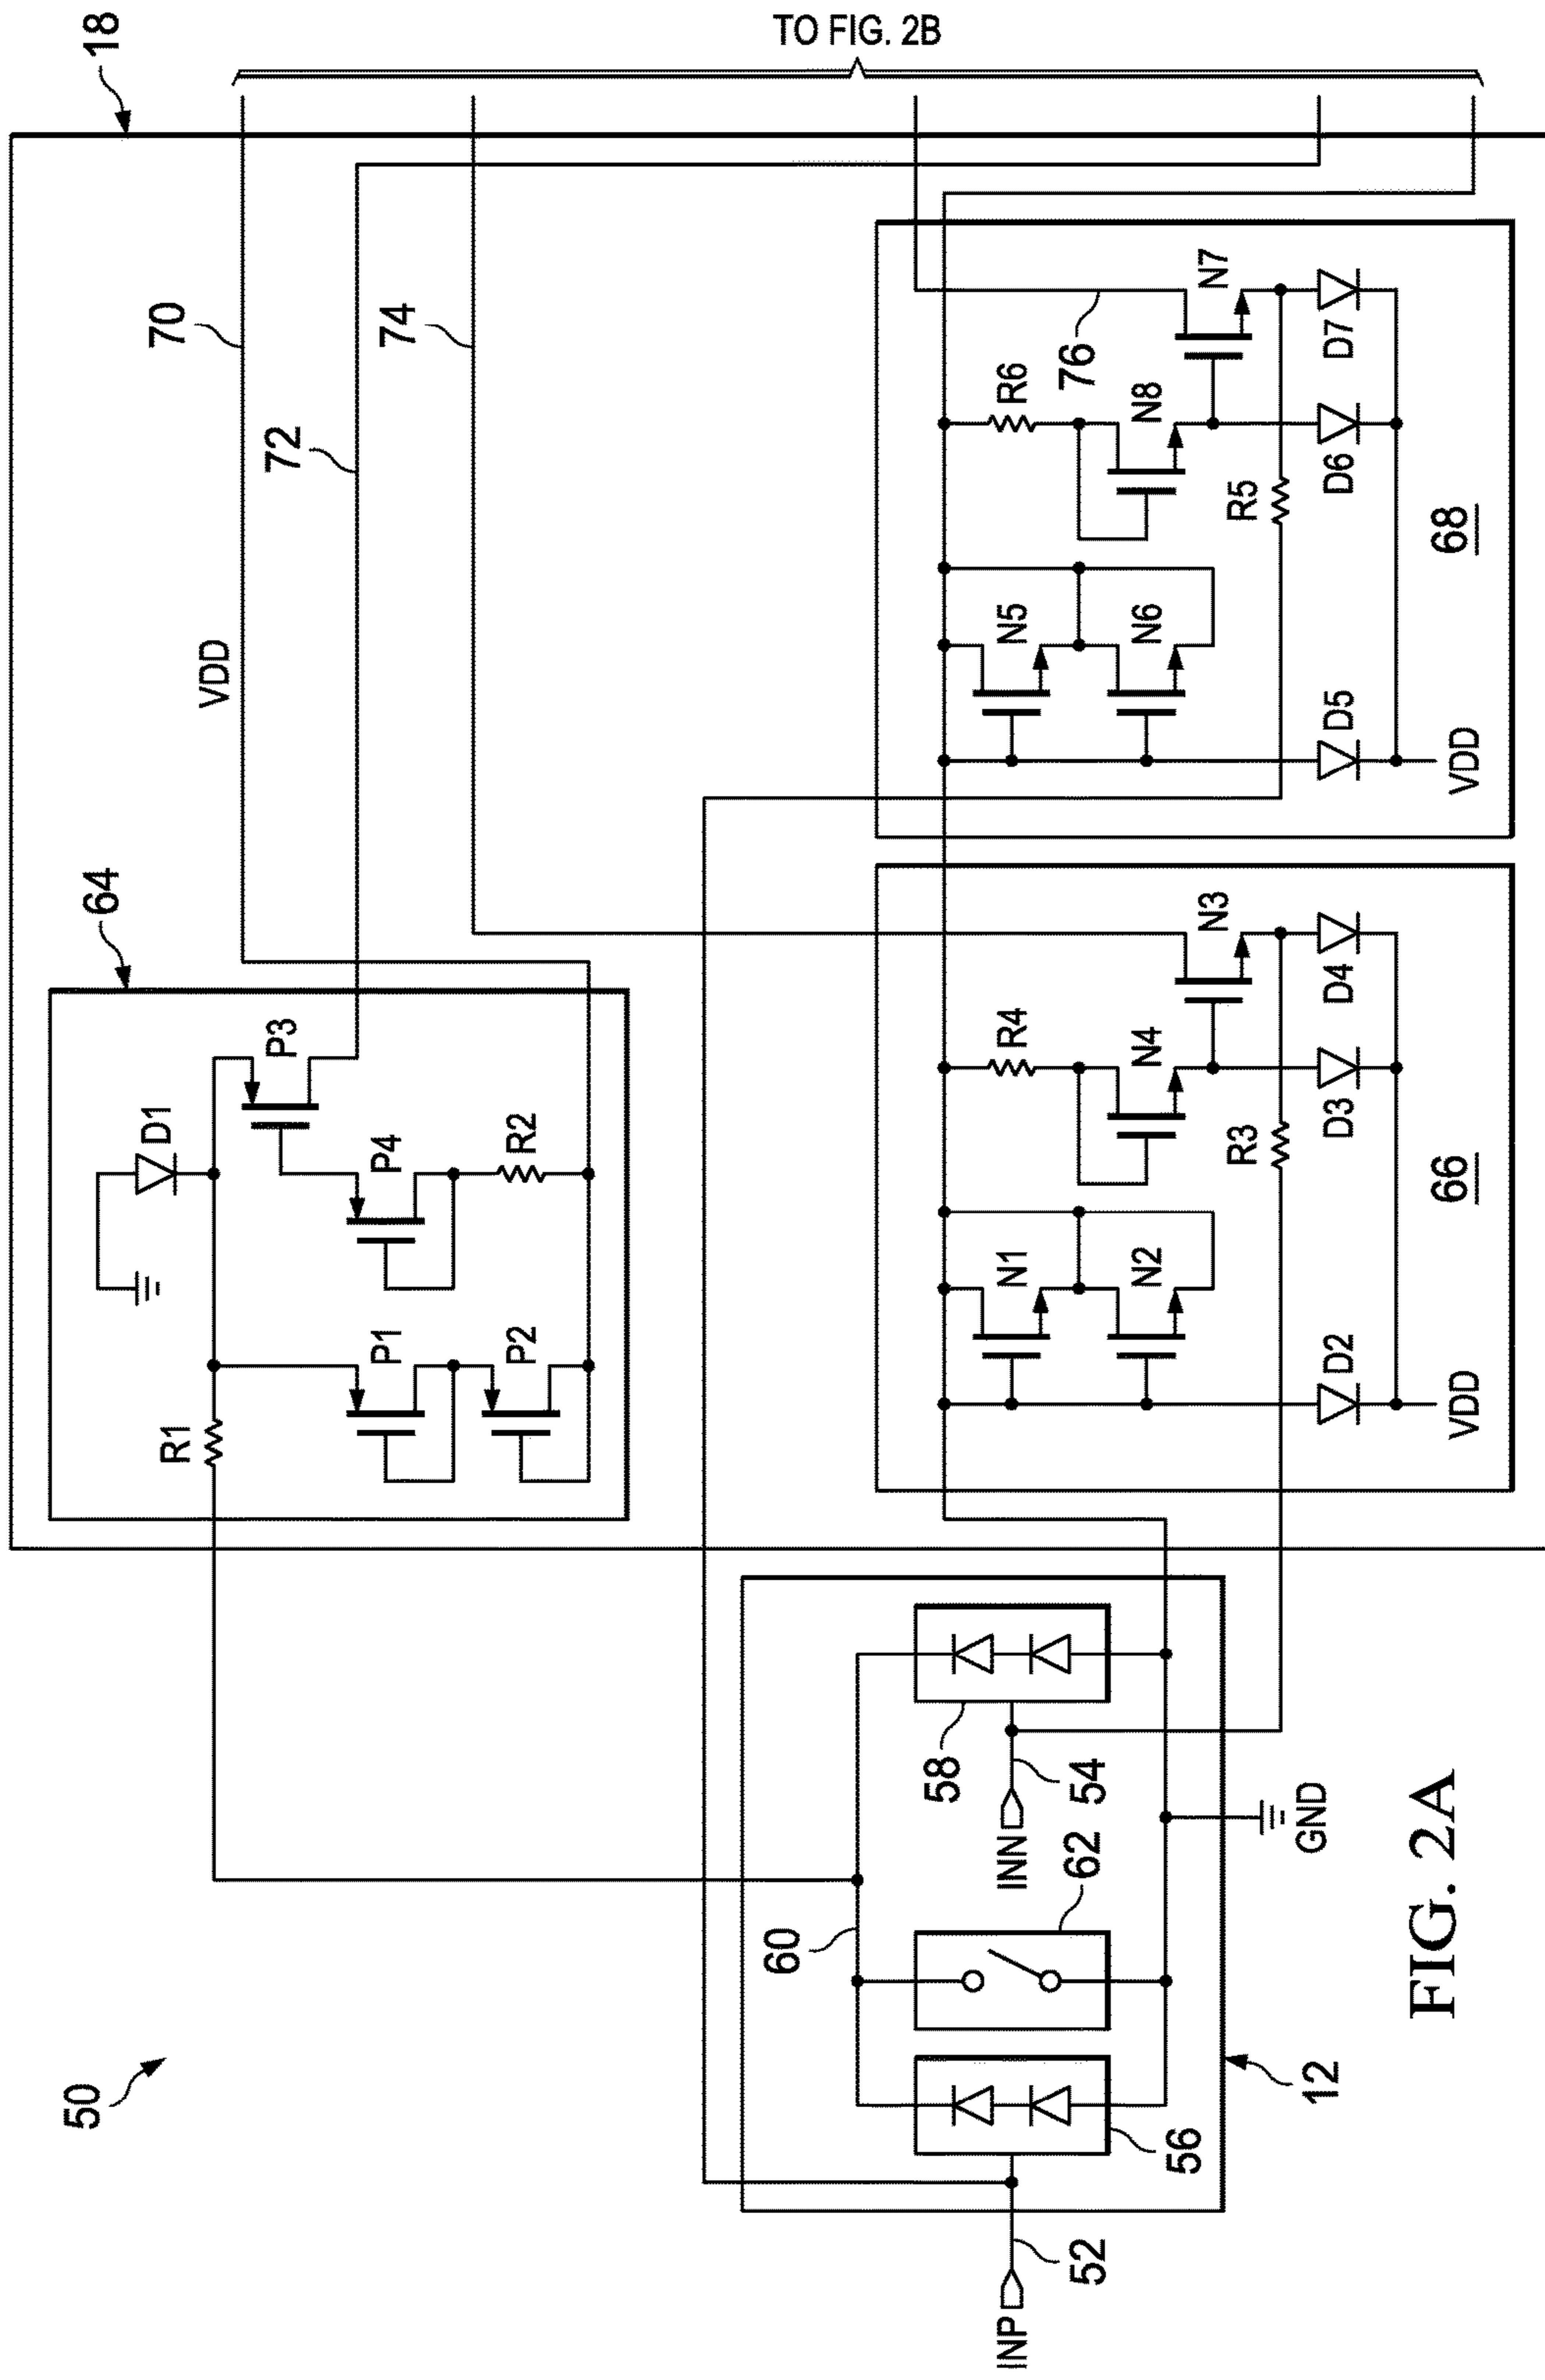 50
18
TO FIG. 2B
70
VDD
72
74
64
R1
D1
P1
P2
P3
P4
R2
INP
52
56
60
62
INN
54
58
12
GND
N1
N2
R4
N4
N3
R3
D2
D3
D4
VDD
66
N5
N6
R6
N8
76
N7
R5
D5
D6
D7
VDD
68
FIG. 2A